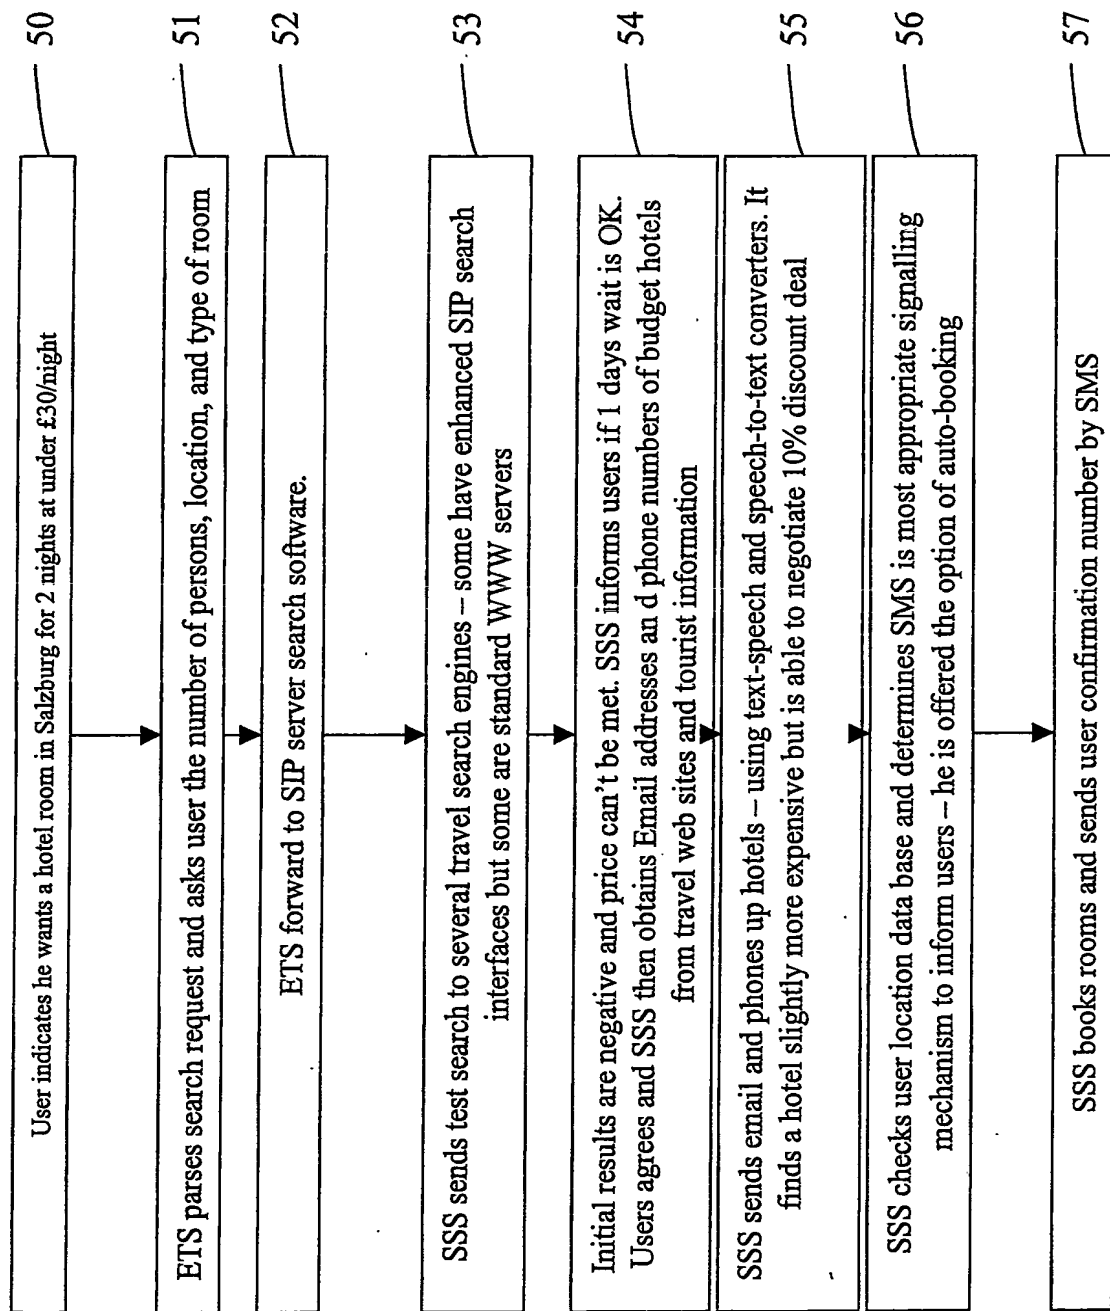 User indicates he wants a hotel room in Salzburg for 2 nights at under £30/night
50
ETS parses search request and asks user the number of persons, location, and type of room
51
ETS forward to SIP server search software.
52
SSS sends test search to several travel search engines – some have enhanced SIP search
interfaces but some are standard WWW servers
53
Initial results are negative and price can't be met. SSS informs users if 1 days wait is OK.
Users agrees and SSS then obtains Email addresses an d phone numbers of budget hotels
from travel web sites and tourist information
54
SSS sends email and phones up hotels – using text-speech and speech-to-text converters. It
finds a hotel slightly more expensive but is able to negotiate 10% discount deal
55
SSS checks user location data base and determines SMS is most appropriate signalling
mechanism to inform users – he is offered the option of auto-booking
56
SSS books rooms and sends user confirmation number by SMS
57